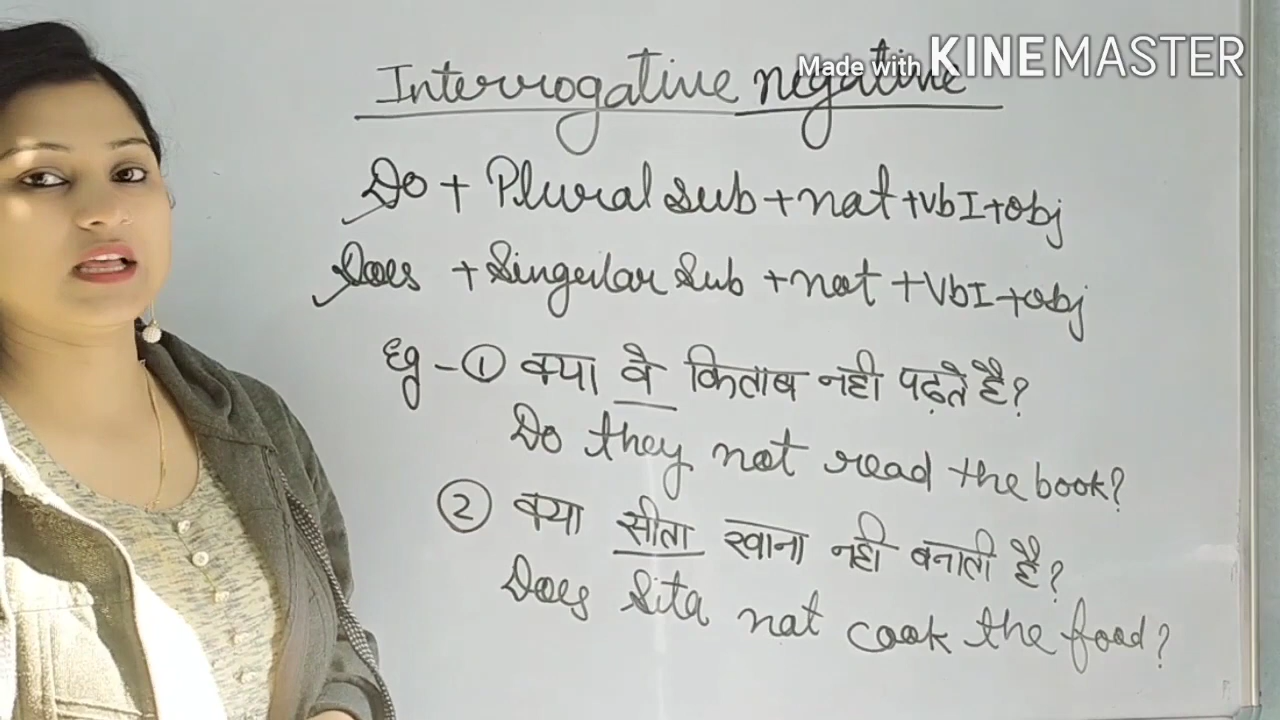 Made with KINEMASTER
Interrogative negative
Do + Plural Sub + not + VbI + obj
Does + Singular Sub + not + VbI + obj
Eg - ① क्या वे किताब नही पढ़ते है?
Do they not read the book?
② क्या सीता खाना नही बनाती है?
Does Sita not cook the food?